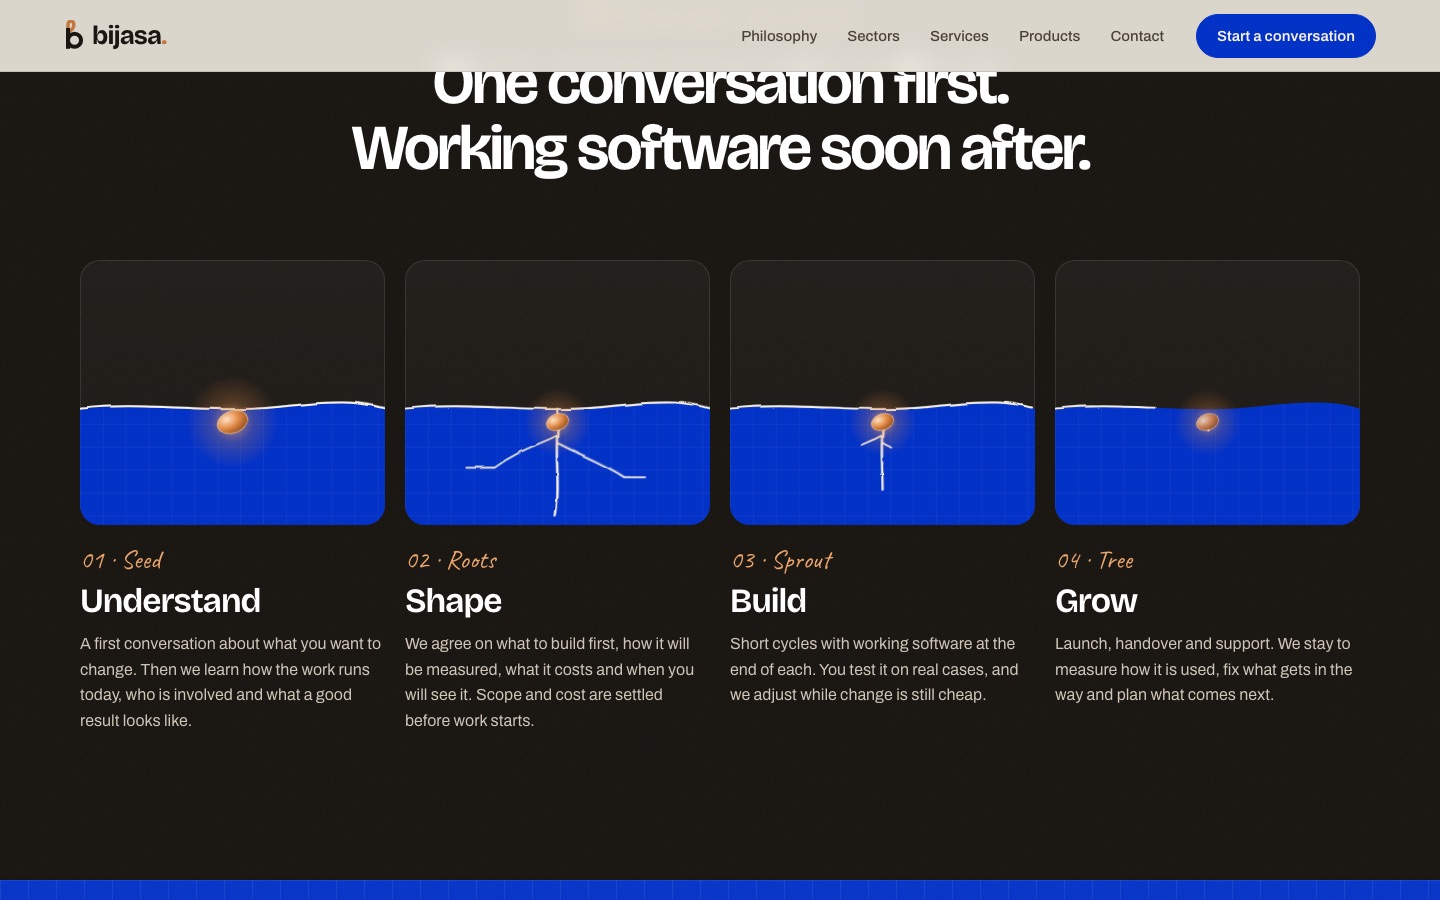 bijasa.
Philosophy
Sectors
Services
Products
Contact
Start a conversation
One conversation first.
Working software soon after.
01 · Seed
Understand
A first conversation about what you want to
change. Then we learn how the work runs
today, who is involved and what a good
result looks like.
02 · Roots
Shape
We agree on what to build first, how it will
be measured, what it costs and when you
will see it. Scope and cost are settled
before work starts.
03 · Sprout
Build
Short cycles with working software at the
end of each. You test it on real cases, and
we adjust while change is still cheap.
04 · Tree
Grow
Launch, handover and support. We stay to
measure how it is used, fix what gets in the
way and plan what comes next.